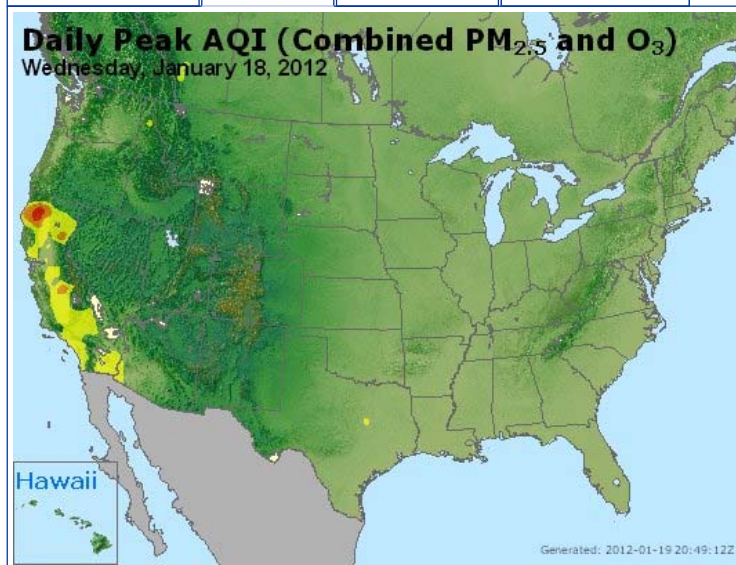 Daily Peak AQI (Combined PM₂.₅ and O₃)
Wednesday, January 18, 2012
Hawaii
Generated: 2012-01-19 20:49:12Z